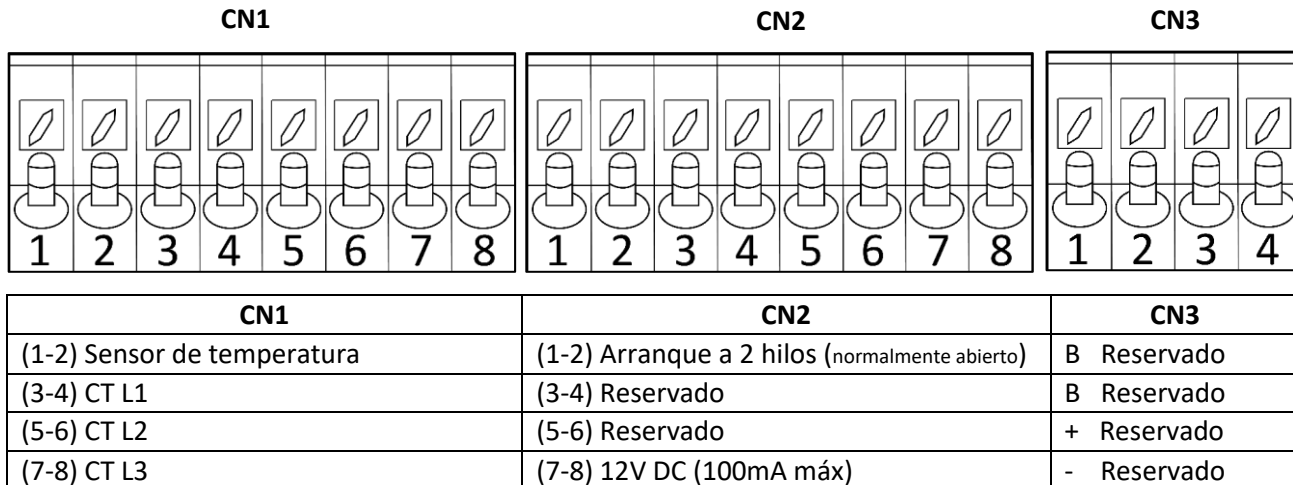 CN1 CN2 CN3
1 2 3 4 5 6 7 8 1 2 3 4 5 6 7 8 1 2 3 4
CN1 CN2 CN3
(1-2) Sensor de temperatura (1-2) Arranque a 2 hilos (normalmente abierto) B Reservado
(3-4) CT L1 (3-4) Reservado B Reservado
(5-6) CT L2 (5-6) Reservado + Reservado
(7-8) CT L3 (7-8) 12V DC (100mA máx) - Reservado